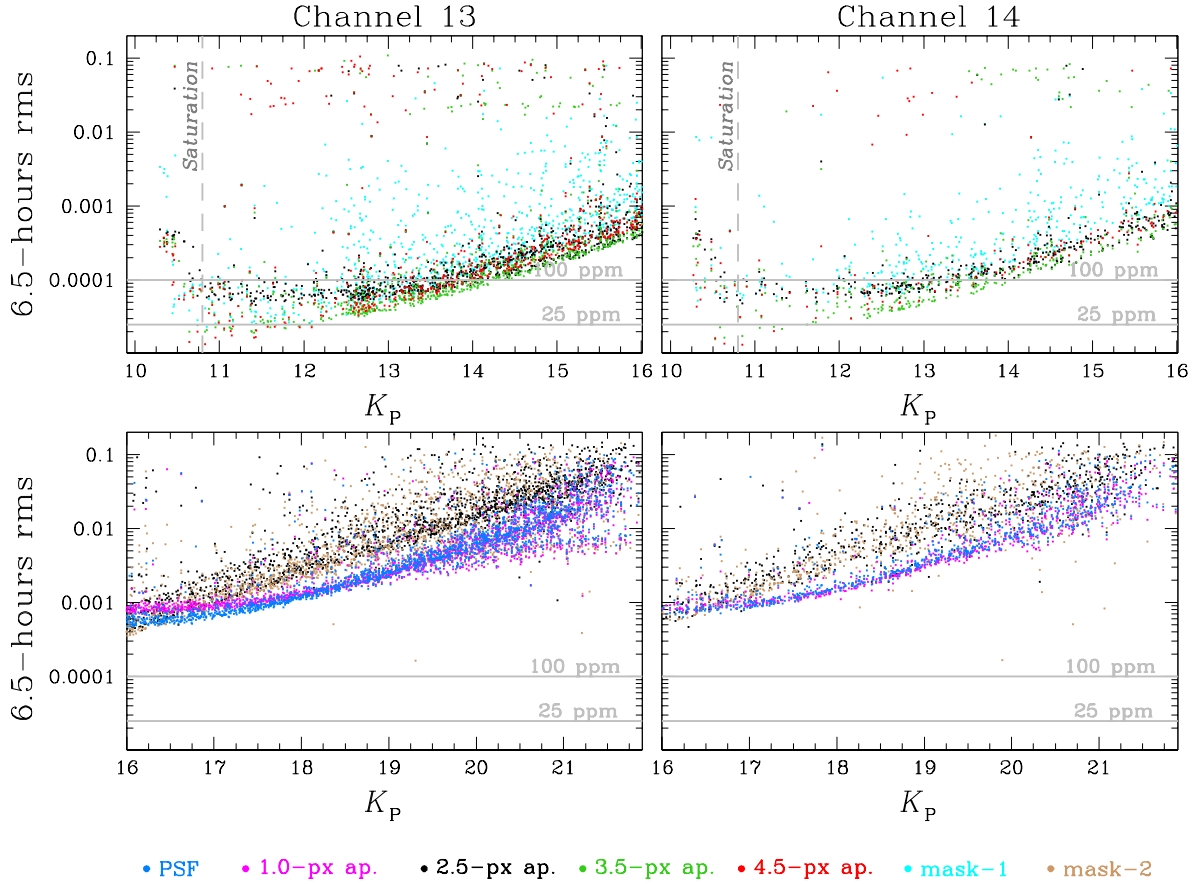 Channel 13
Channel 14
6.5-hours rms
0.1
0.01
0.001
0.0001
Saturation
100 ppm
25 ppm
Saturation
100 ppm
25 ppm
10 11 12 13 14 15 16
10 11 12 13 14 15 16
KP
KP
6.5-hours rms
0.1
0.01
0.001
0.0001
100 ppm
25 ppm
100 ppm
25 ppm
16 17 18 19 20 21
16 17 18 19 20 21
KP
KP
PSF 1.0-px ap. 2.5-px ap. 3.5-px ap. 4.5-px ap. mask-1 mask-2